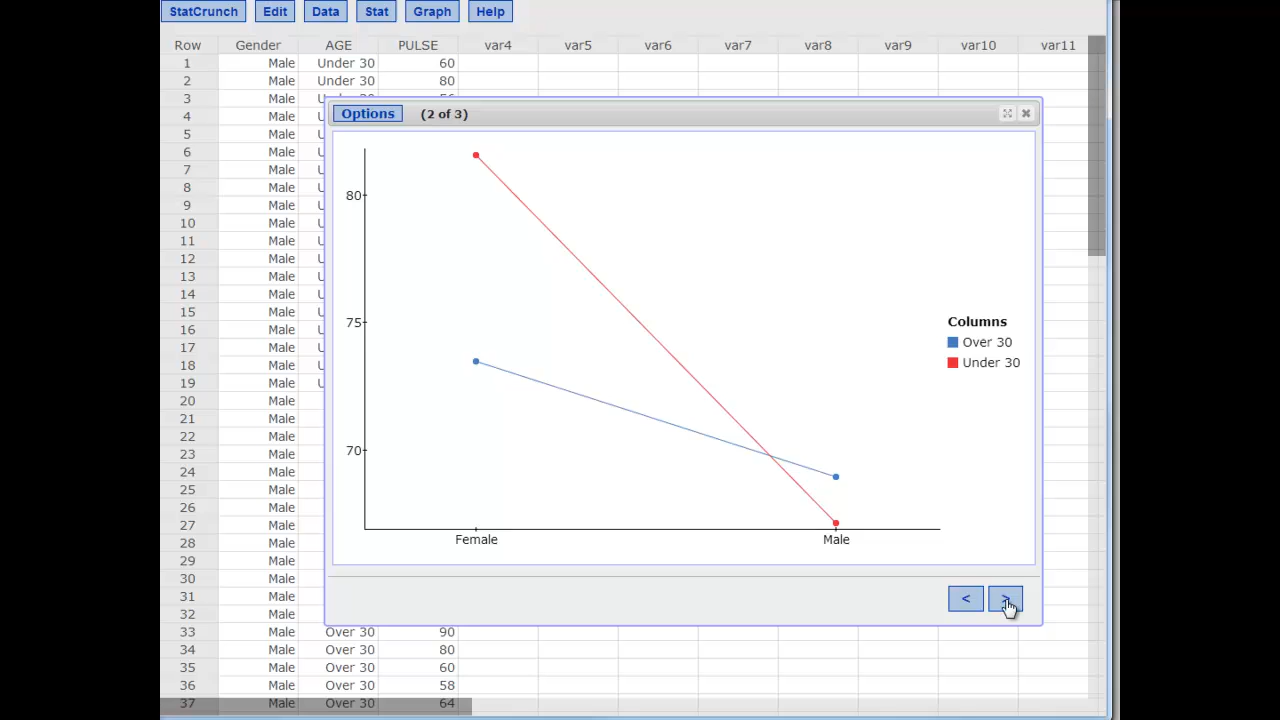 StatCrunch Edit Data Stat Graph Help
Row Gender AGE PULSE var4 var5 var6 var7 var8 var9 var10 var11
1 Male Under 30 60
2 Male Under 30 80
3 Male
4 Male
5 Male
6 Male
7 Male
8 Male
9 Male
10 Male
11 Male
12 Male
13 Male
14 Male
15 Male
16 Male
17 Male
18 Male
19 Male
20 Male
21 Male
22 Male
23 Male
24 Male
25 Male
26 Male
27 Male
28 Male
29 Male
30 Male
31 Male
32 Male
33 Male Over 30 90
34 Male Over 30 80
35 Male Over 30 60
36 Male Over 30 58
37 Male Over 30 64
Options (2 of 3)
80
75
70
Female Male
Columns
Over 30
Under 30
< >